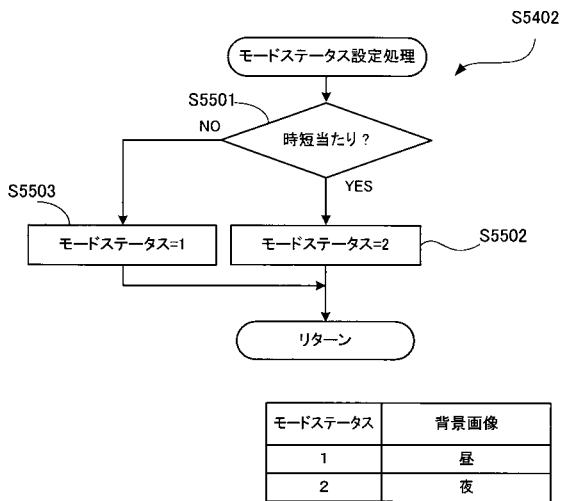 S5402
モードステータス設定処理
S5501
時短当たり？
NO
YES
S5503
モードステータス=1
モードステータス=2
S5502
リターン
モードステータス 背景画像
1 昼
2 夜